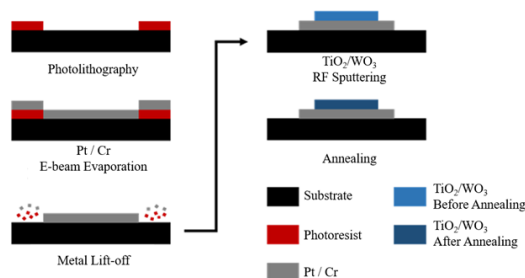 Photolithography
Pt / Cr
E-beam Evaporation
Metal Lift-off
TiO₂/WO₃
RF Sputtering
Annealing
Substrate
Photoresist
Pt / Cr
TiO₂/WO₃
Before Annealing
TiO₂/WO₃
After Annealing